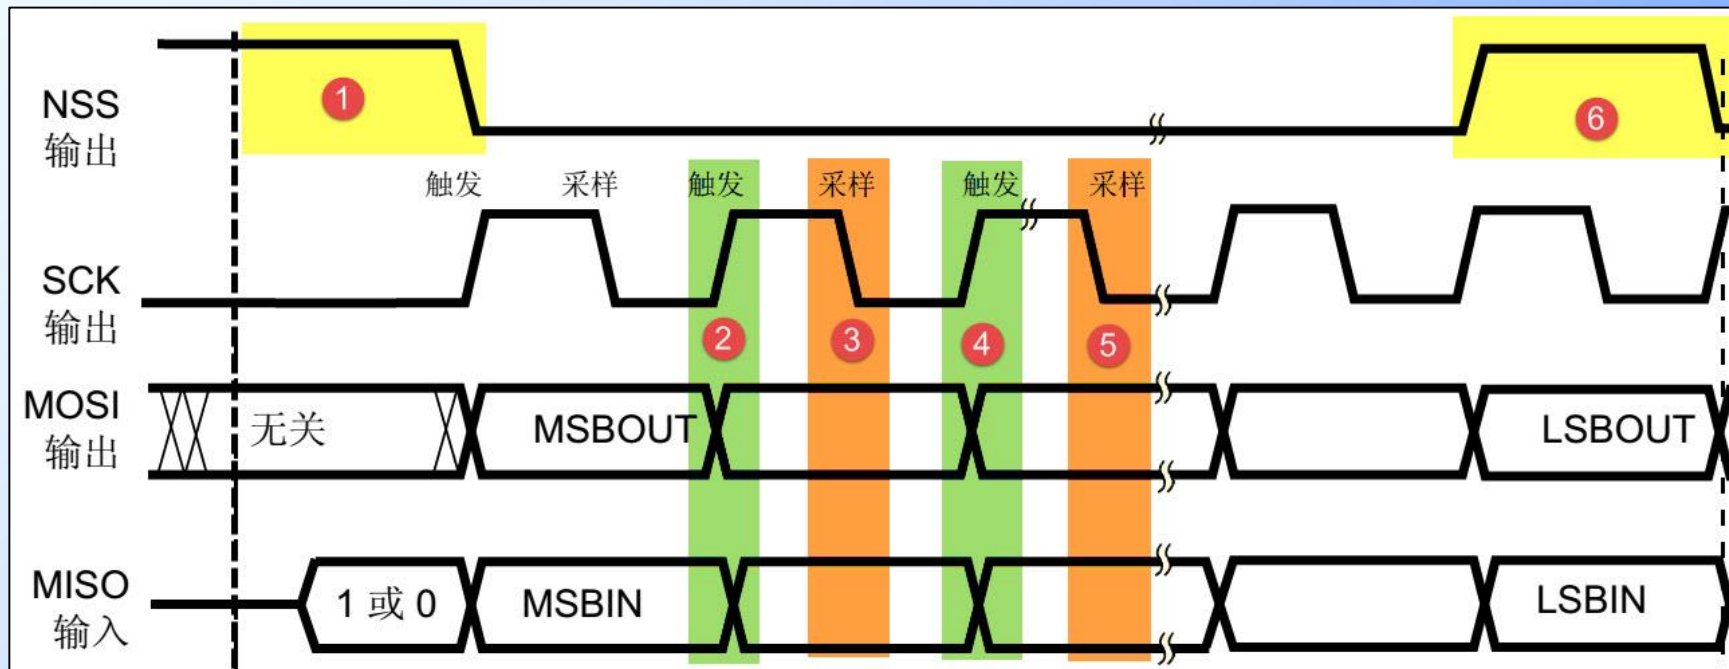 1
6
NSS
输出
触发
采样
触发
采样
触发
采样
SCK
输出
2
3
4
5
MOSI
输出
无关
MSBOUT
LSBOUT
MISO
输入
1 或 0
MSBIN
LSBIN